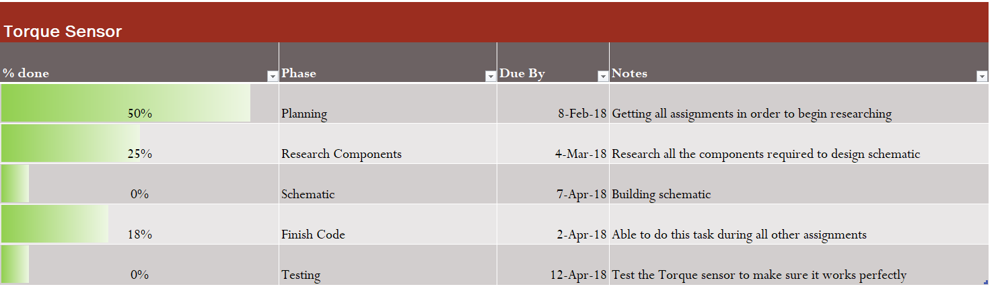 Torque Sensor
% done Phase Due By Notes
50% Planning 8-Feb-18 Getting all assignments in order to begin researching
25% Research Components 4-Mar-18 Research all the components required to design schematic
0% Schematic 7-Apr-18 Building schematic
18% Finish Code 2-Apr-18 Able to do this task during all other assignments
0% Testing 12-Apr-18 Test the Torque sensor to make sure it works perfectly